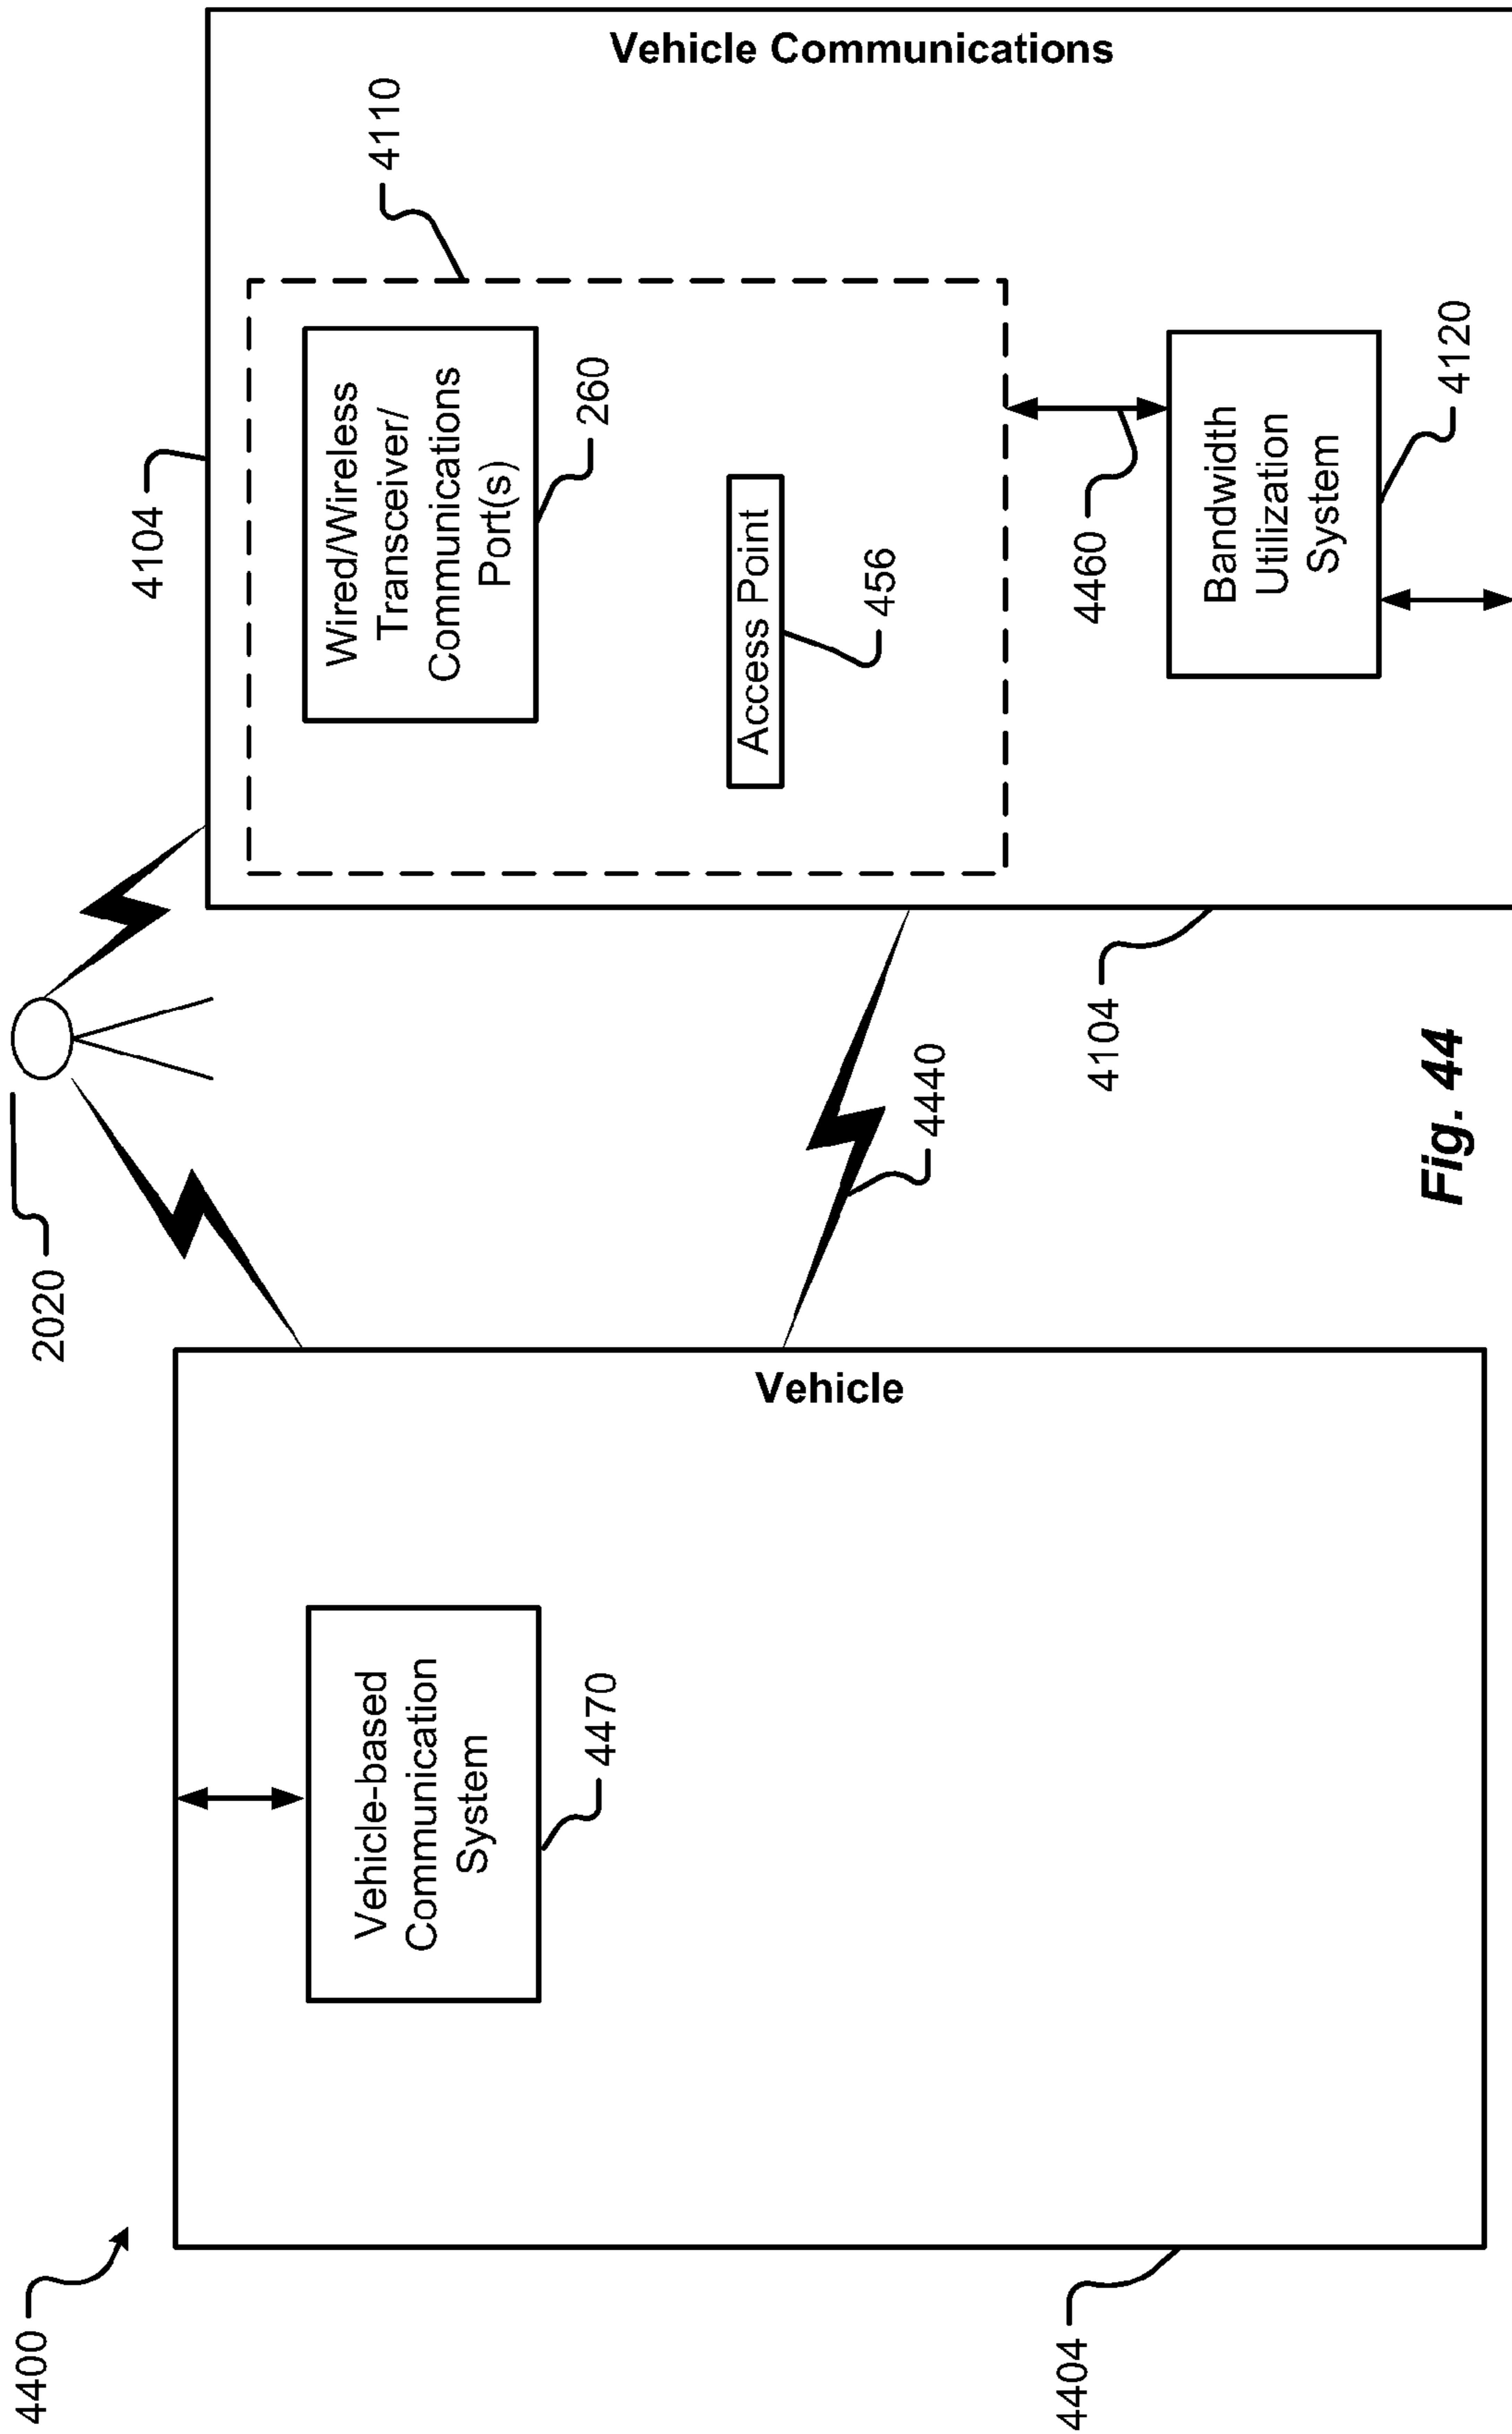 4400
2020
4104
Vehicle
Vehicle-based
Communication
System
4470
4404
4440
Vehicle Communications
4110
Wired/Wireless
Transceiver/
Communications
Port(s)
260
Access Point
456
4460
Bandwidth
Utilization
System
4120
4104
Fig. 44